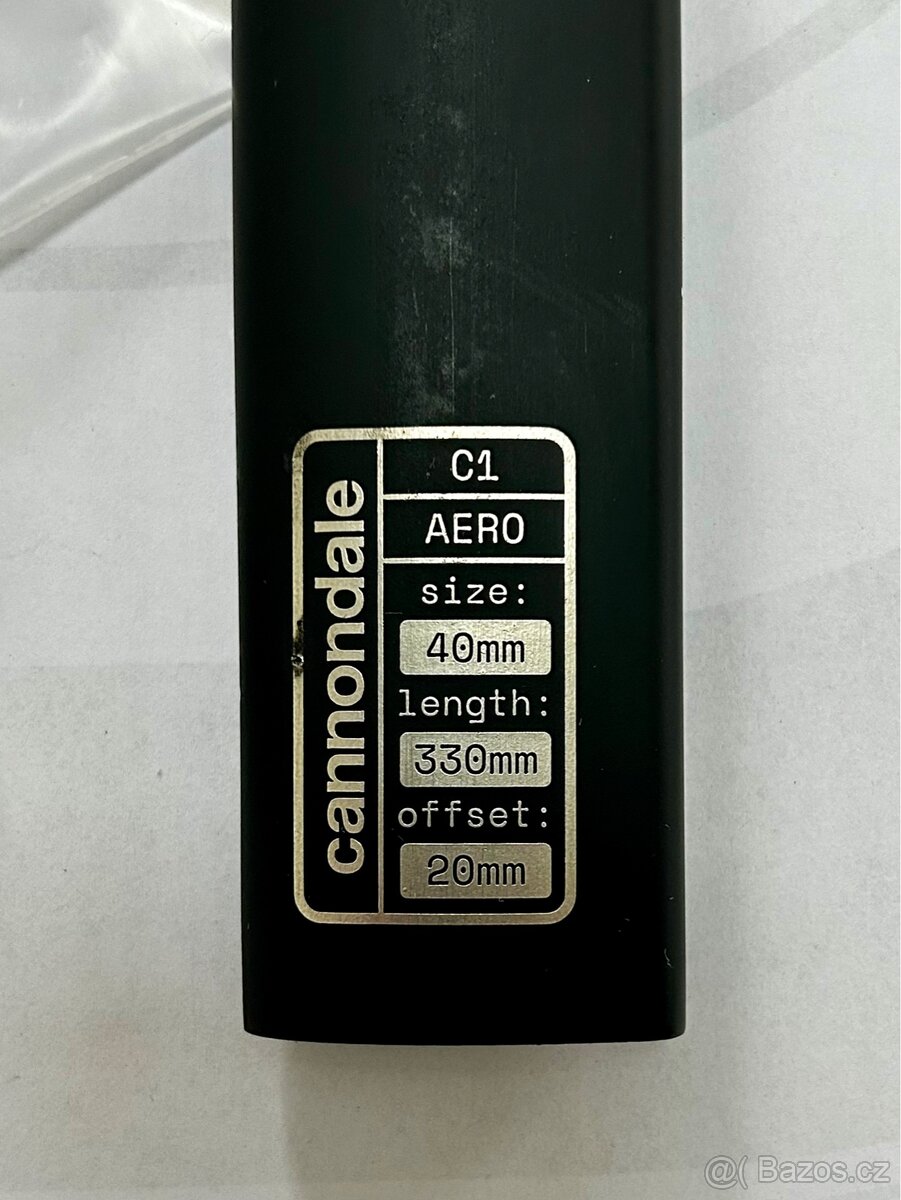 cannondale
C1
AERO
size:
40mm
length:
330mm
offset:
20mm
@( Bazos.cz